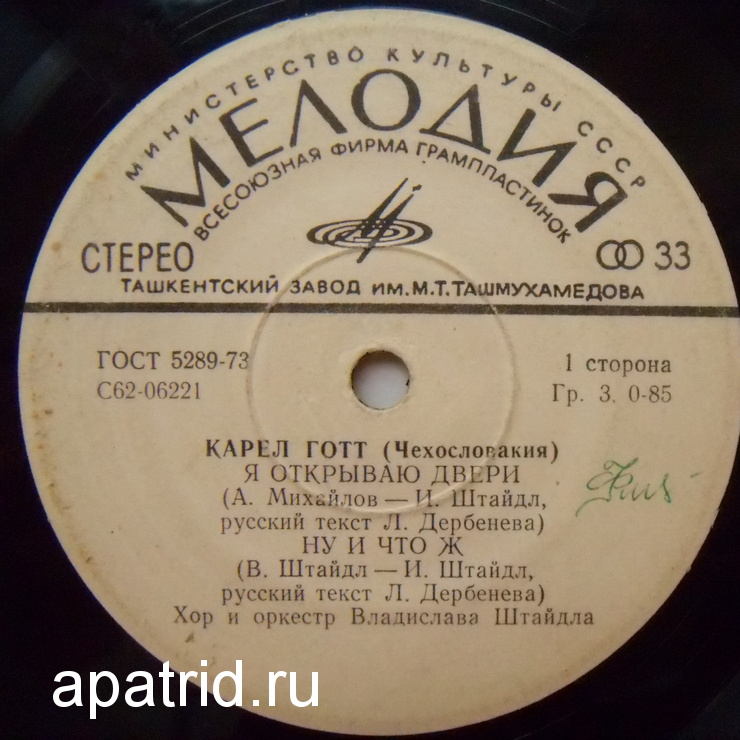 МИНИСТЕРСТВО КУЛЬТУРЫ СССР
МЕЛОДИЯ
ВСЕСОЮЗНАЯ ФИРМА ГРАМПЛАСТИНОК
СТЕРЕО
33
ТАШКЕНТСКИЙ ЗАВОД ИМ. М.Т. ТАШМУХАМЕДОВА
ГОСТ 5289-73
1 сторона
С62-06221
Гр. 3. 0-85
КАРЕЛ ГОТТ (Чехословакия)
Я ОТКРЫВАЮ ДВЕРИ
(А. Михайлов — И. Штайдл,
русский текст Л. Дербенева)
НУ И ЧТО Ж
(В. Штайдл — И. Штайдл,
русский текст Л. Дербенева)
Хор и оркестр Владислава Штайдла
apatrid.ru